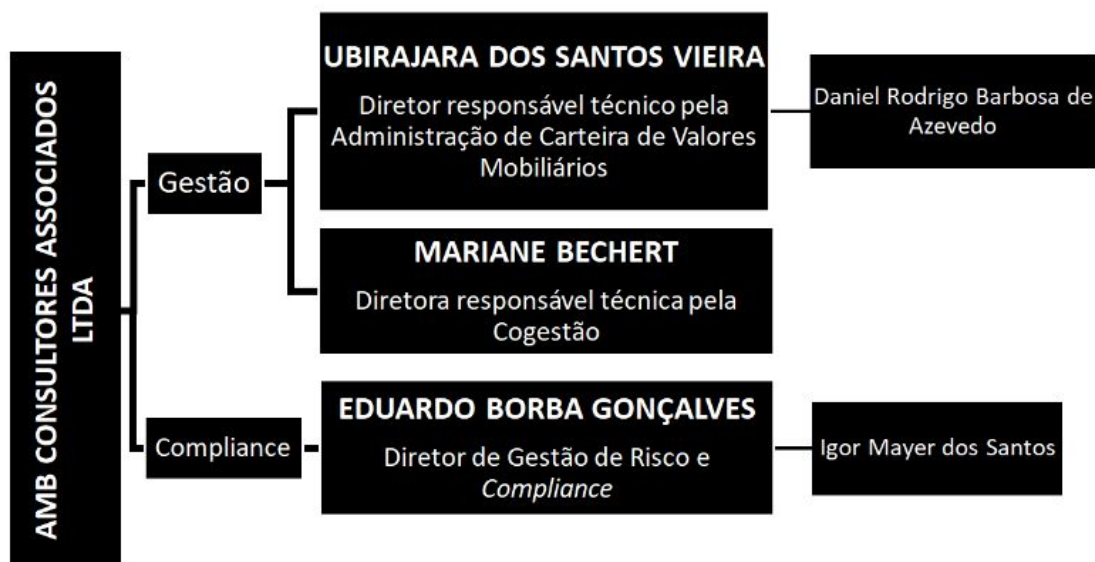 AMB CONSULTORES ASSOCIADOS
LTDA
Gestão
UBIRAJARA DOS SANTOS VIEIRA
Diretor responsável técnico pela
Administração de Carteira de Valores
Mobiliários
Daniel Rodrigo Barbosa de
Azevedo
MARIANE BECHERT
Diretora responsável técnica pela
Cogestão
Compliance
EDUARDO BORBA GONÇALVES
Diretor de Gestão de Risco e
Compliance
Igor Mayer dos Santos